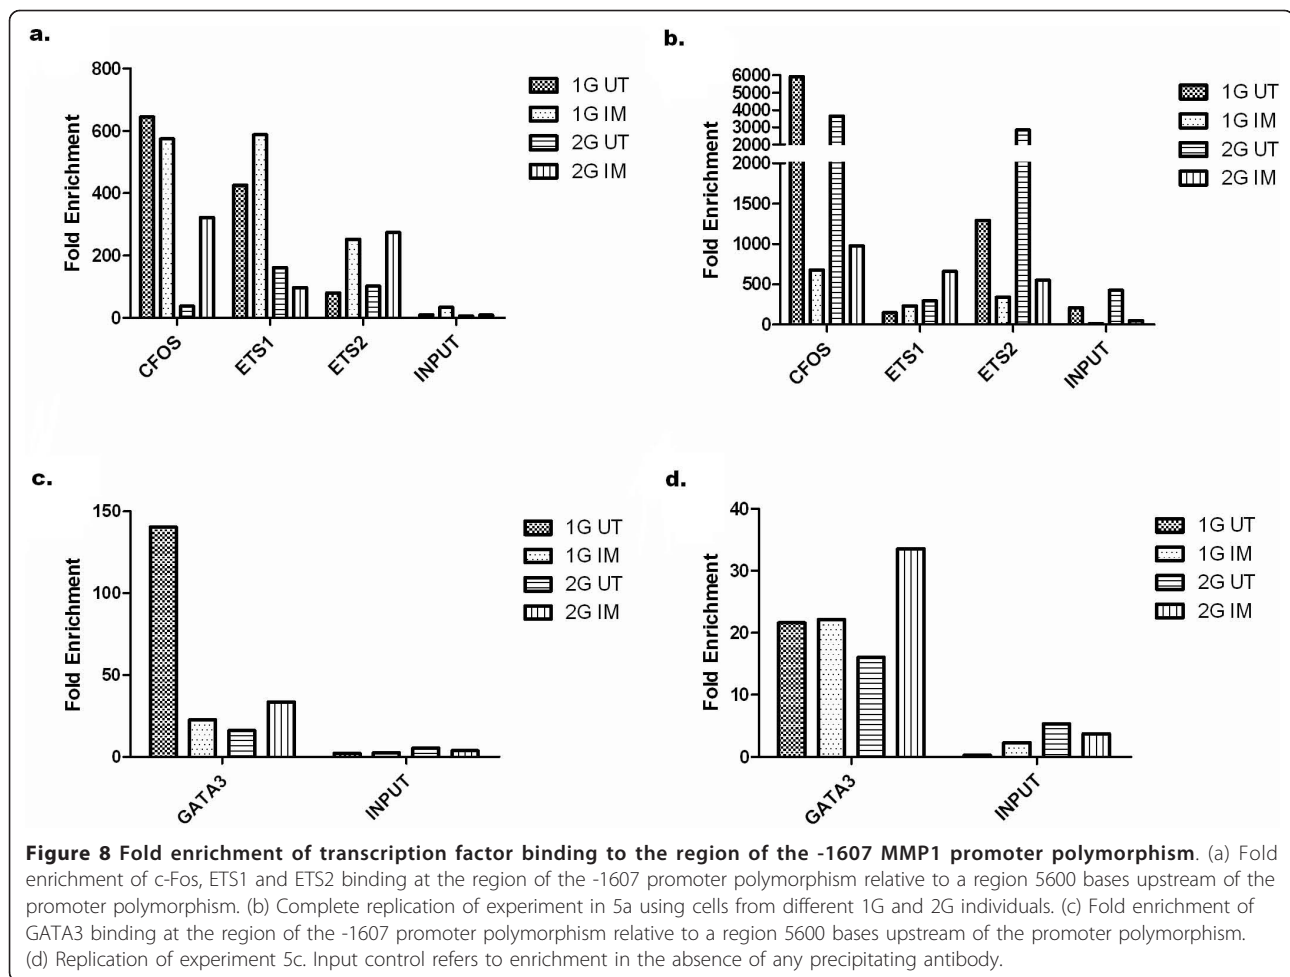 a.
800
600
400
200
0
Fold Enrichment
CFOS
ETS1
ETS2
INPUT
1G UT
1G IM
2G UT
2G IM
b.
6000
5000
4000
3000
2000
2000
1500
1000
500
0
Fold Enrichment
CFOS
ETS1
ETS2
INPUT
1G UT
1G IM
2G UT
2G IM
c.
150
100
50
0
Fold Enrichment
GATA3
INPUT
1G UT
1G IM
2G UT
2G IM
d.
40
30
20
10
0
Fold Enrichment
GATA3
INPUT
1G UT
1G IM
2G UT
2G IM
Figure 8 Fold enrichment of transcription factor binding to the region of the -1607 MMP1 promoter polymorphism. (a) Fold
enrichment of c-Fos, ETS1 and ETS2 binding at the region of the -1607 promoter polymorphism relative to a region 5600 bases upstream of the
promoter polymorphism. (b) Complete replication of experiment in 5a using cells from different 1G and 2G individuals. (c) Fold enrichment of
GATA3 binding at the region of the -1607 promoter polymorphism relative to a region 5600 bases upstream of the promoter polymorphism.
(d) Replication of experiment 5c. Input control refers to enrichment in the absence of any precipitating antibody.